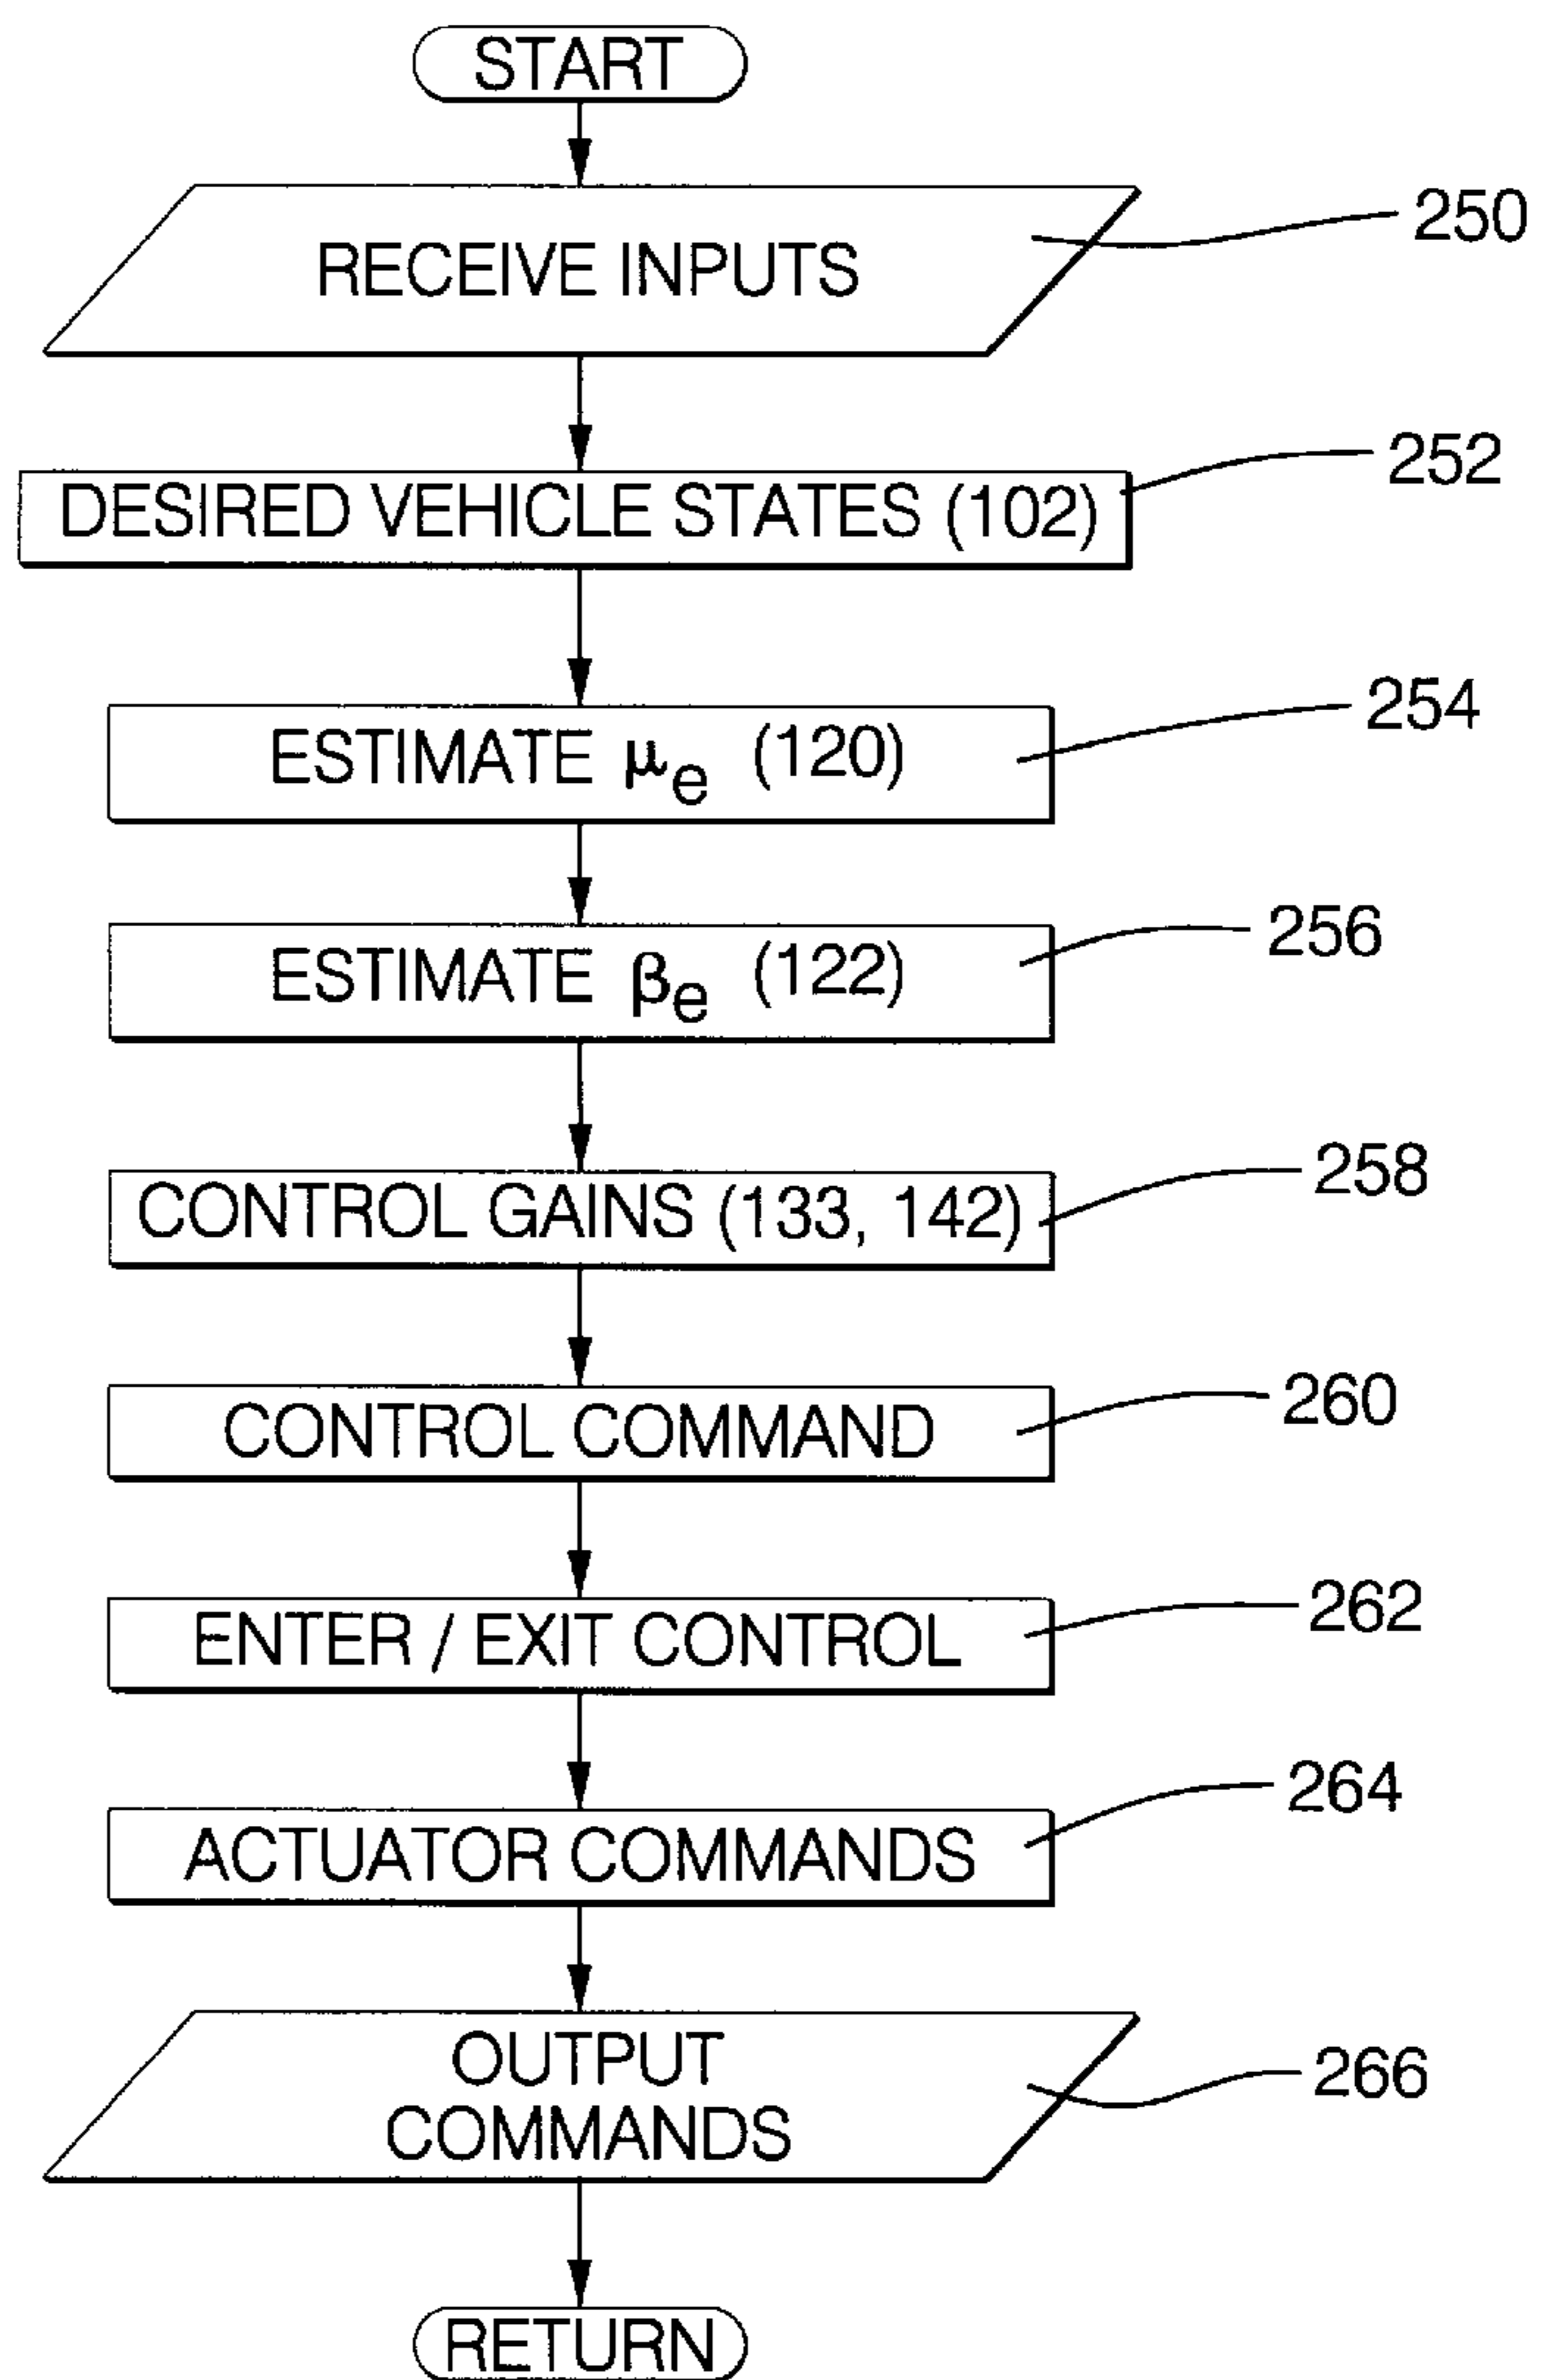 START
RECEIVE INPUTS
250
DESIRED VEHICLE STATES (102)
252
ESTIMATE μe (120)
254
ESTIMATE βe (122)
256
CONTROL GAINS (133, 142)
258
CONTROL COMMAND
260
ENTER / EXIT CONTROL
262
ACTUATOR COMMANDS
264
OUTPUT
COMMANDS
266
RETURN